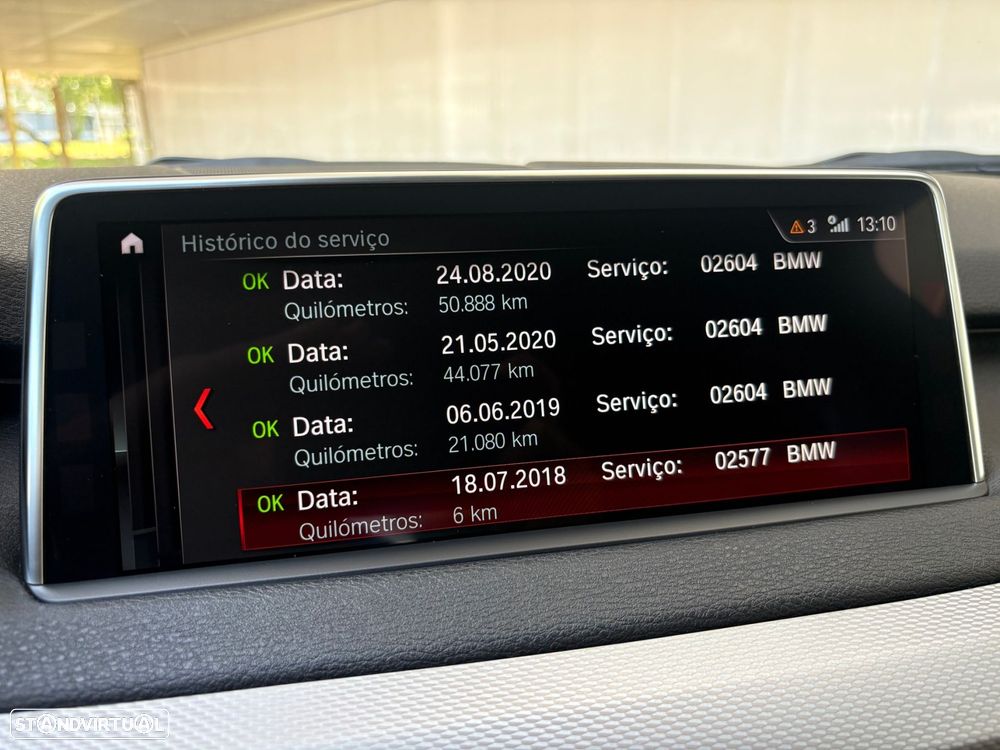 Histórico do serviço
3 13:10
OK Data: 24.08.2020 Serviço: 02604 BMW
Quilómetros: 50.888 km
OK Data: 21.05.2020 Serviço: 02604 BMW
Quilómetros: 44.077 km
OK Data: 06.06.2019 Serviço: 02604 BMW
Quilómetros: 21.080 km
OK Data: 18.07.2018 Serviço: 02577 BMW
Quilómetros: 6 km
STANDVIRTUAL